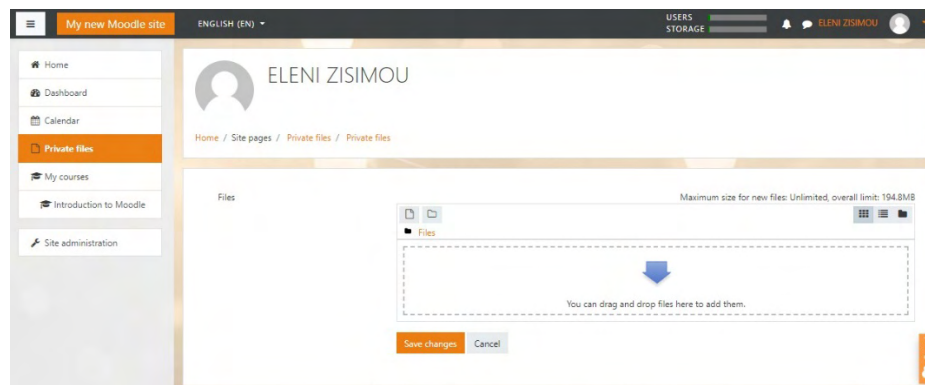 My new Moodle site
ENGLISH (EN)
USERS
STORAGE
ELENI ZISIMOU
Home
Dashboard
Calendar
Private files
My courses
Introduction to Moodle
Site administration
ELENI ZISIMOU
Home / Site pages / Private files / Private files
Files
Maximum size for new files: Unlimited, overall limit: 194.8MB
Files
You can drag and drop files here to add them.
Save changes
Cancel